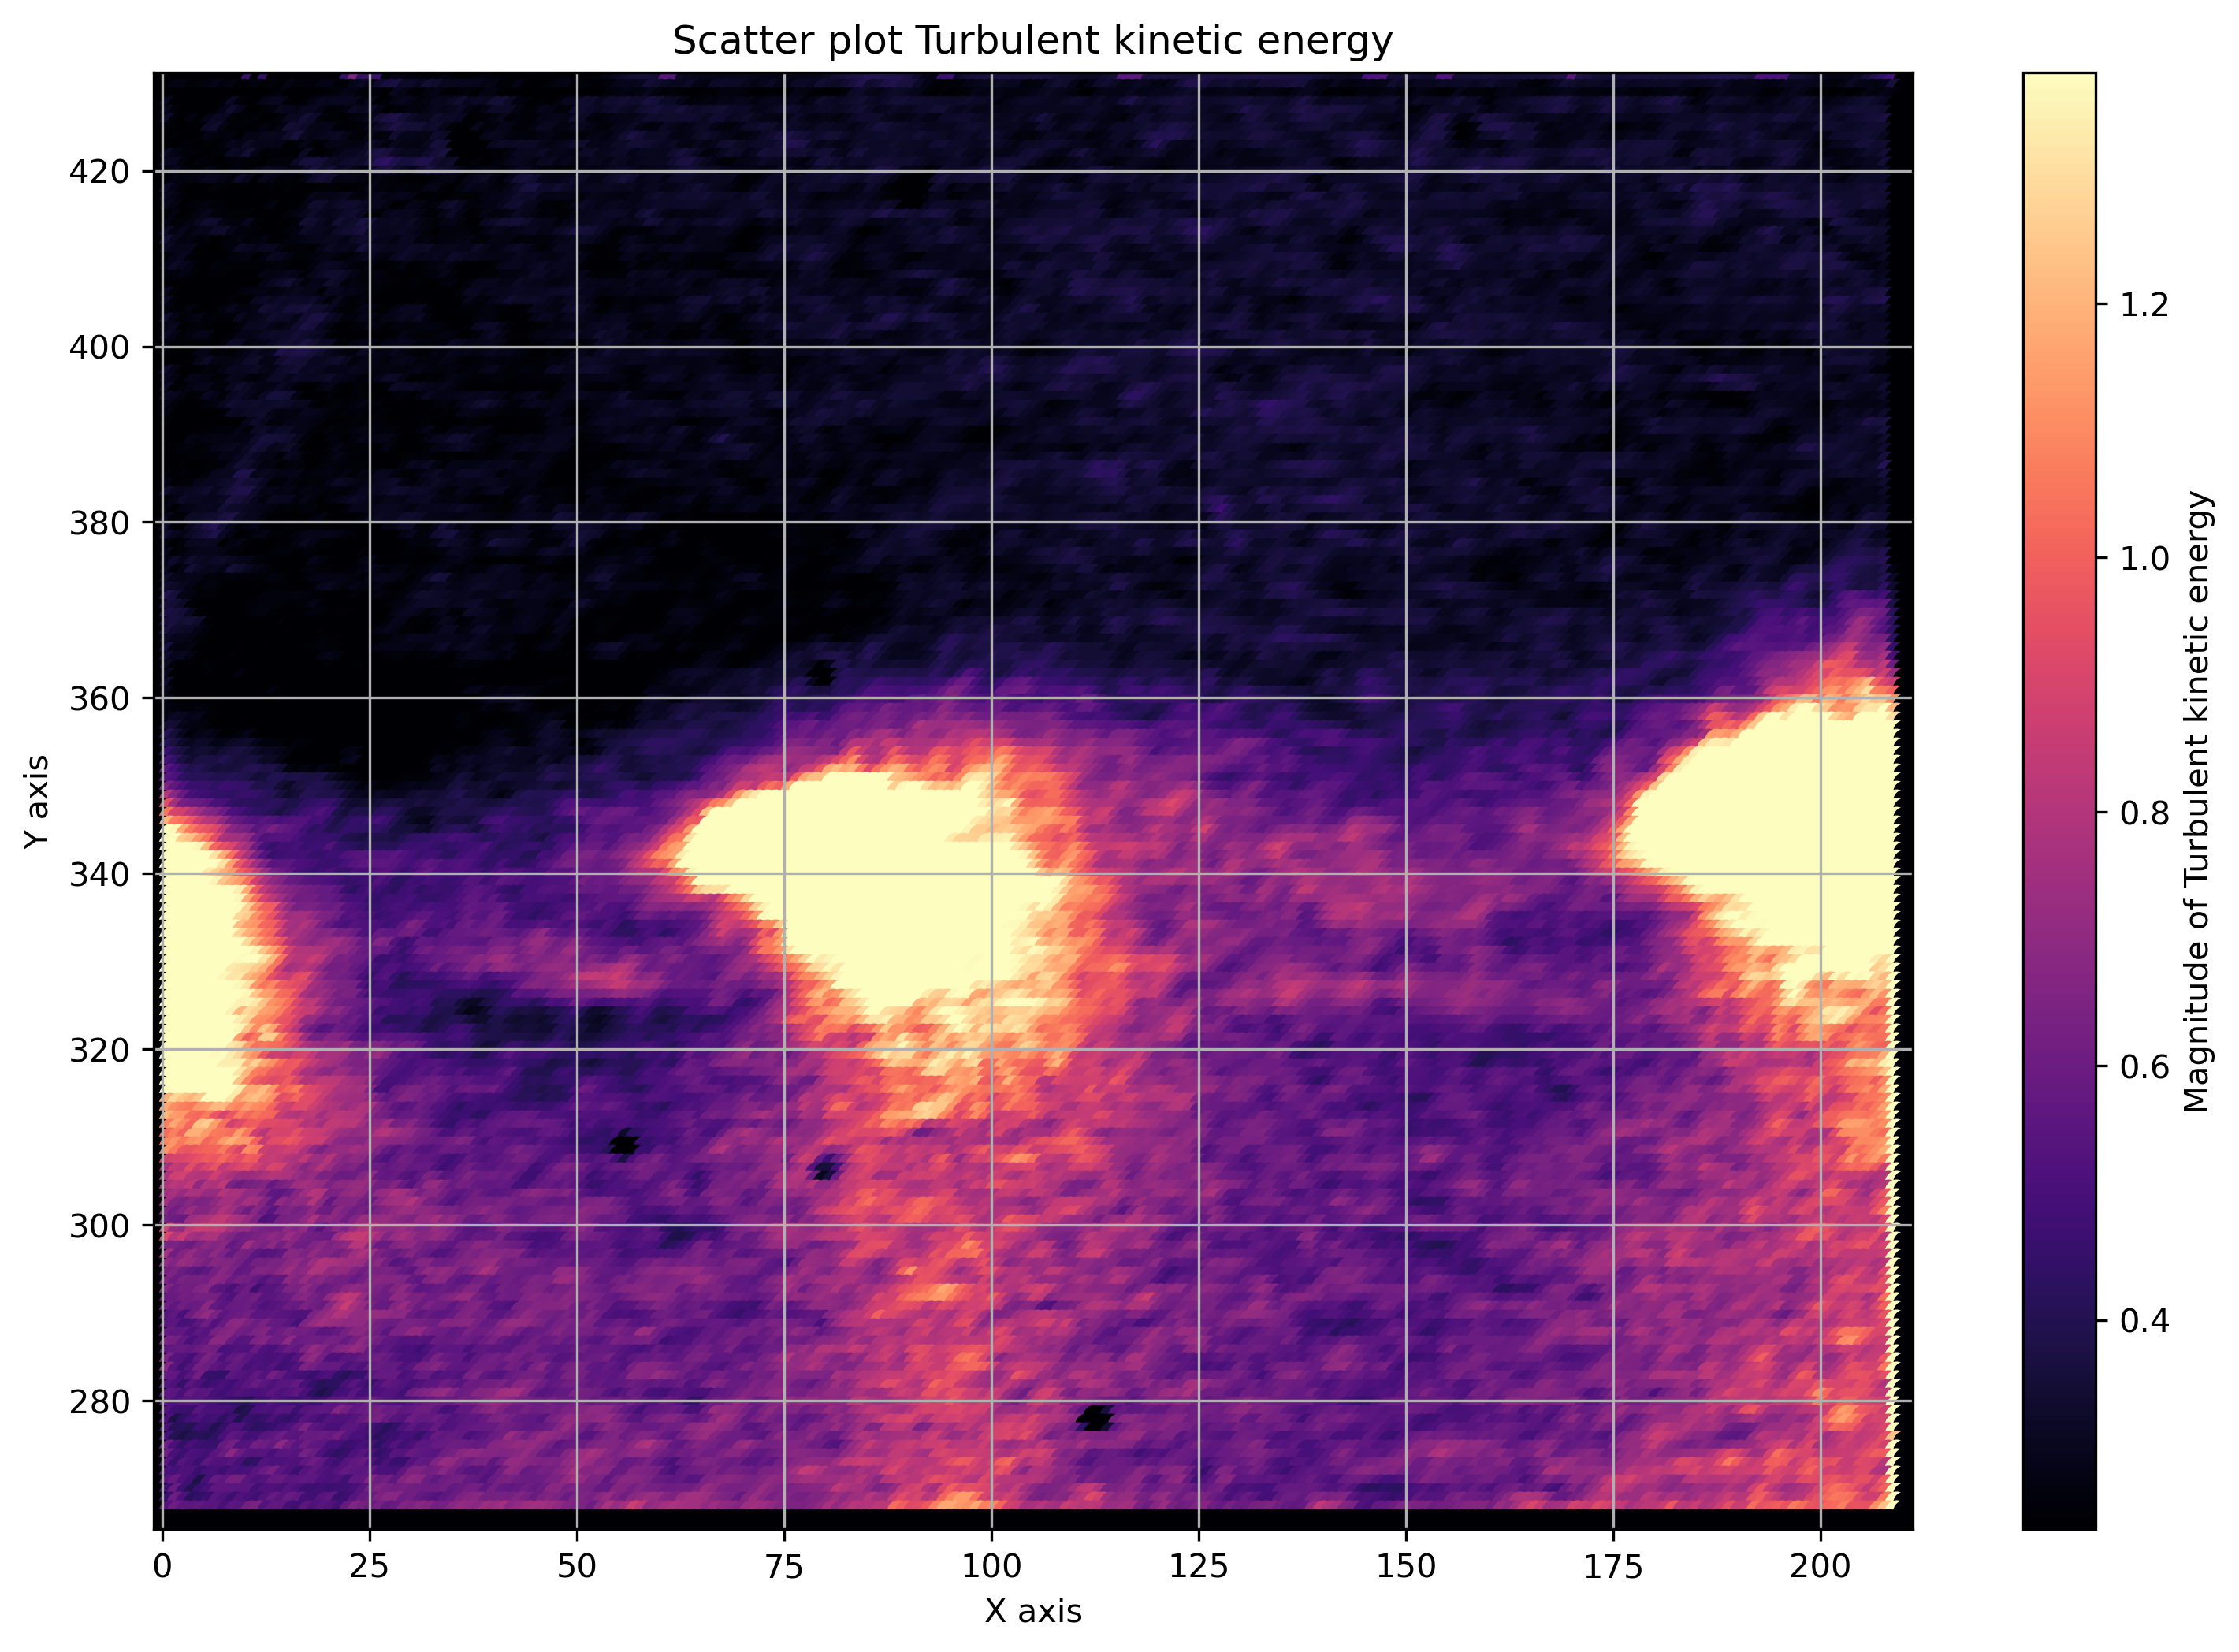 Scatter plot Turbulent kinetic energy
420
400
380
360
340
320
300
280
Y axis
0 25 50 75 100 125 150 175 200
X axis
1.2
1.0
0.8
0.6
0.4
Magnitude of Turbulent kinetic energy